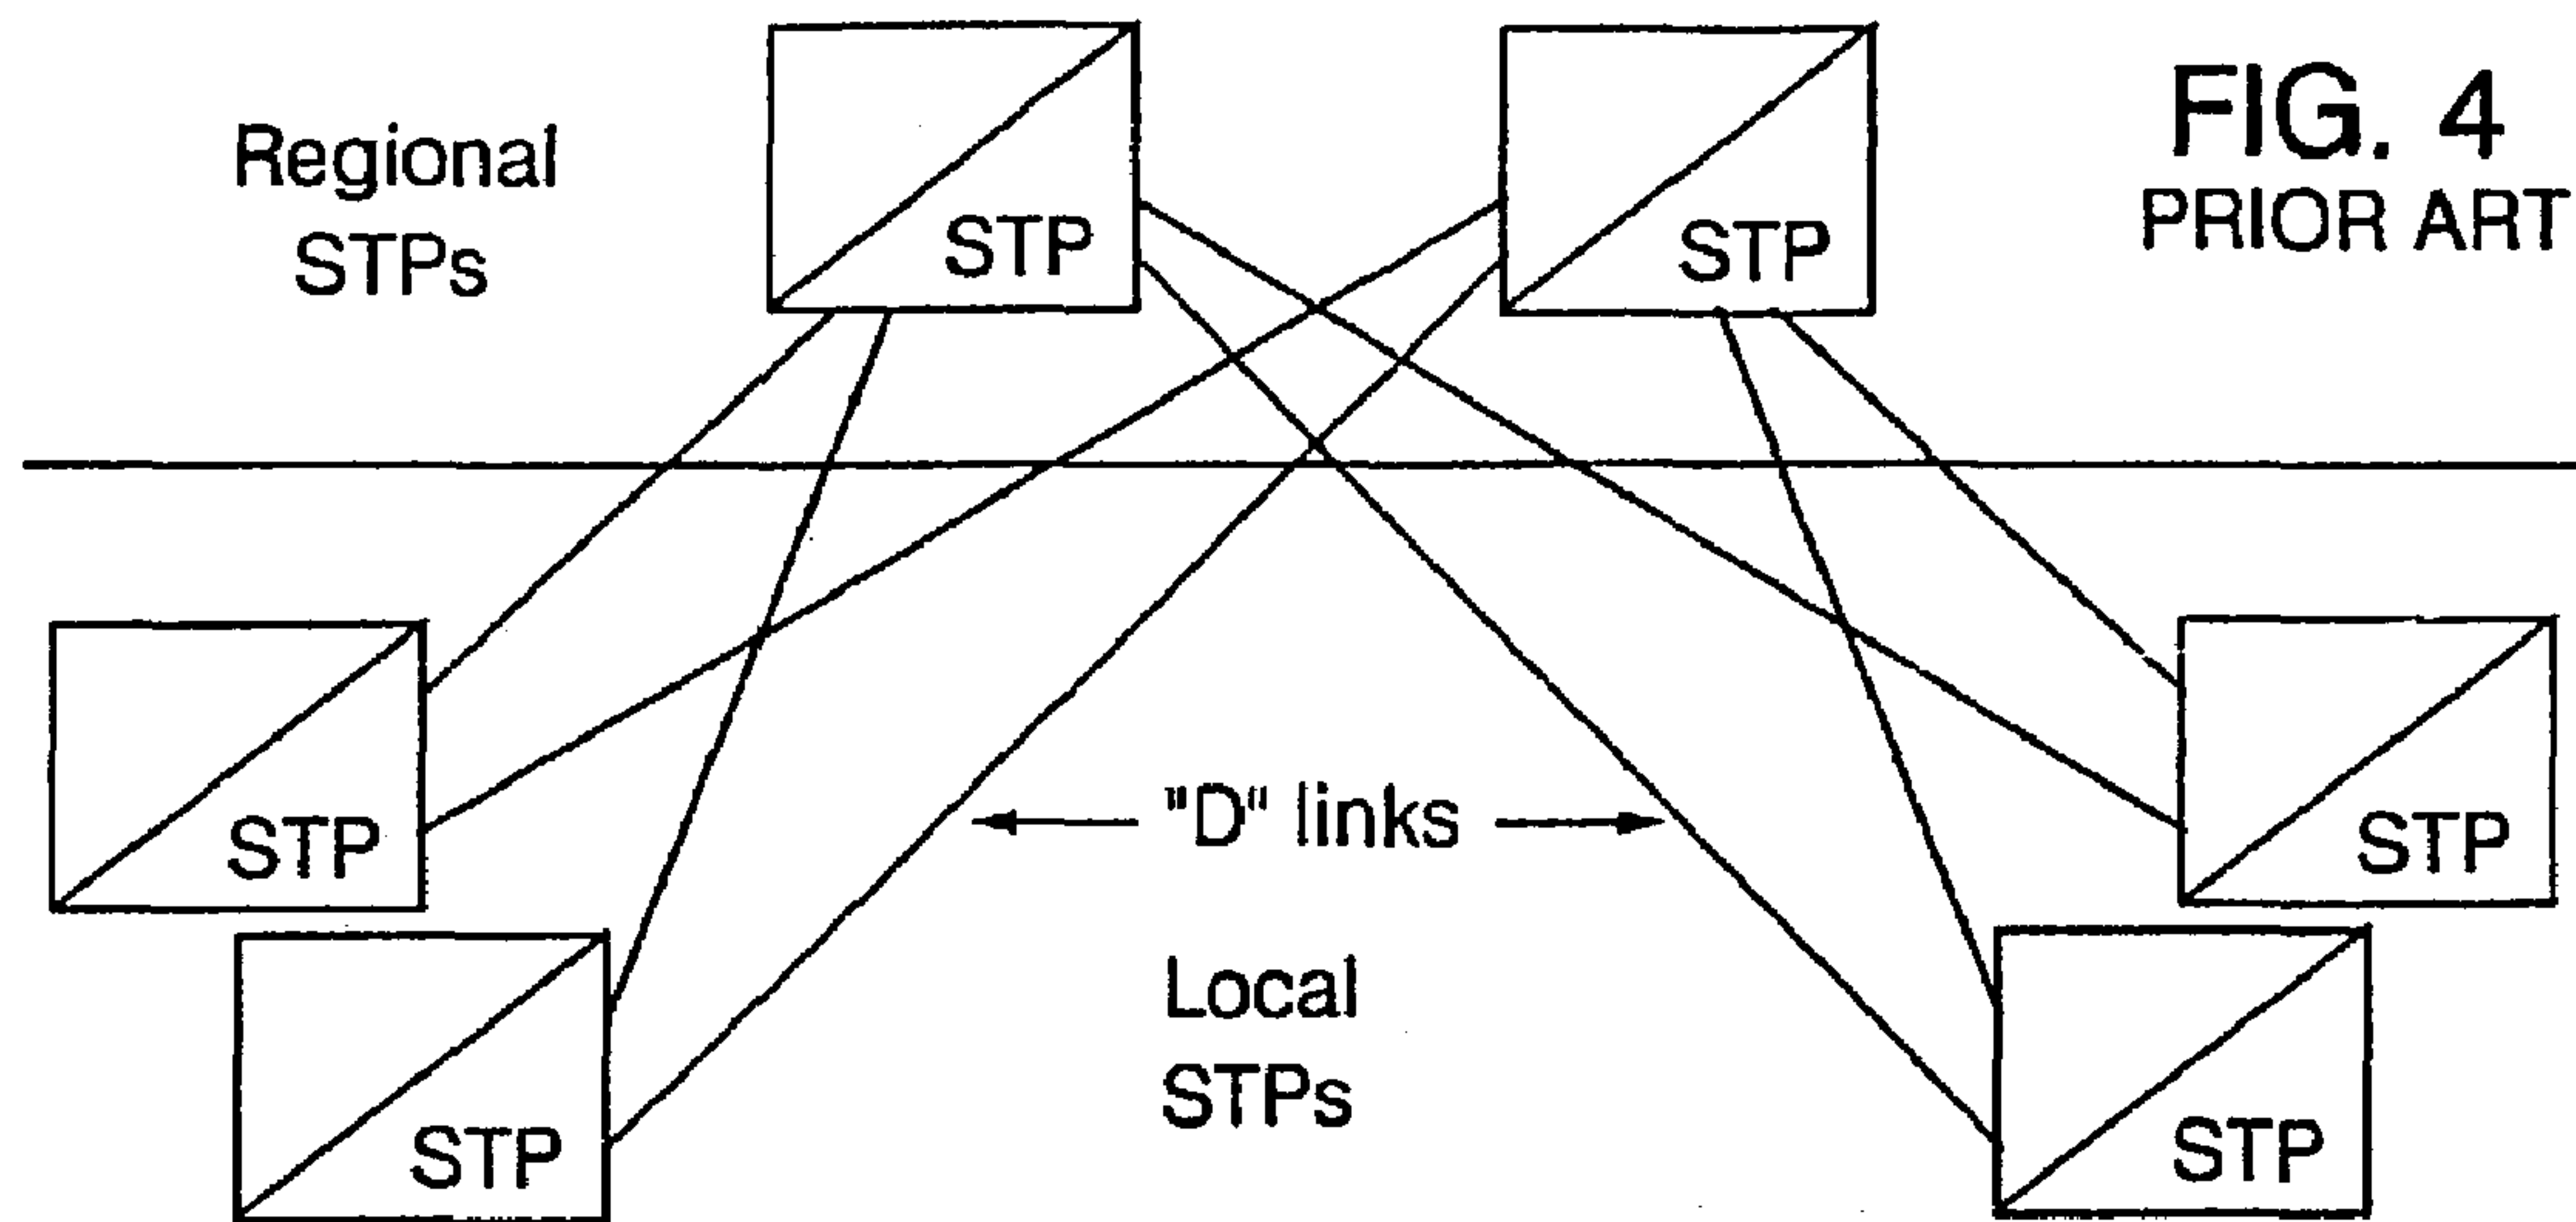 FIG. 4
PRIOR ART
Regional
STPs
STP
STP
STP
STP
"D" links
Local
STPs
STP
STP